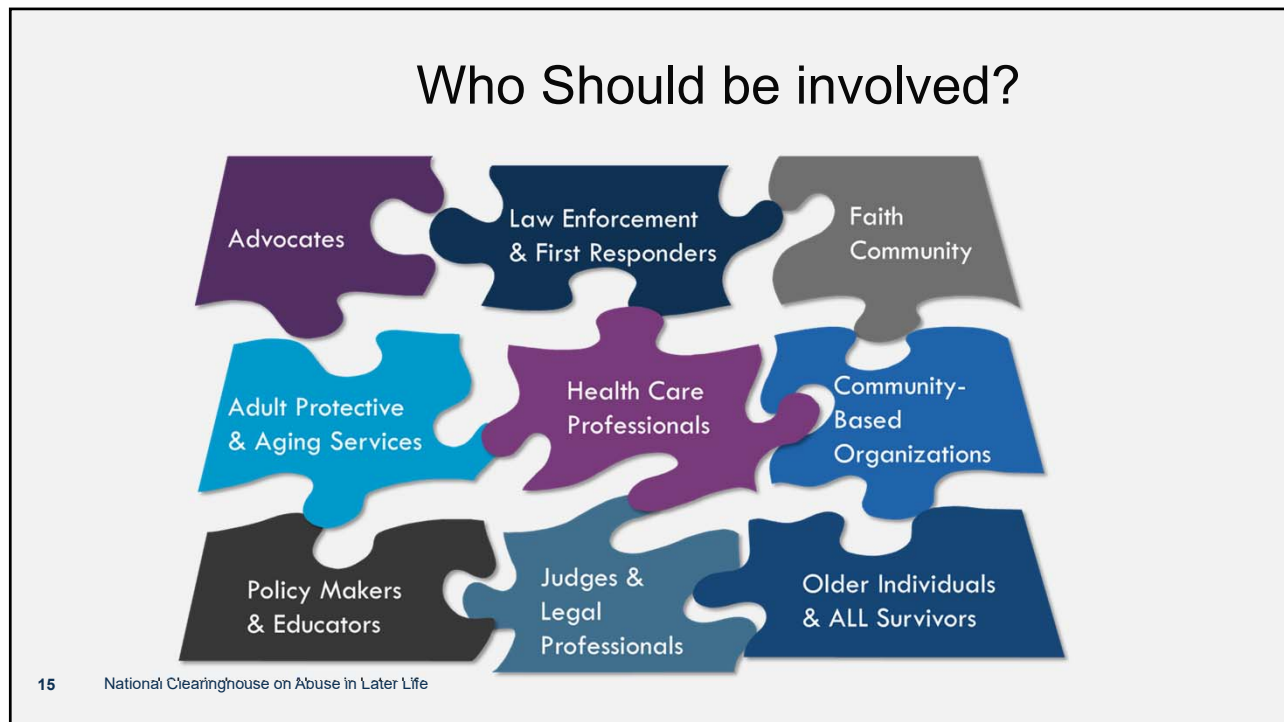 Who Should be involved?
Advocates
Law Enforcement
& First Responders
Faith
Community
Adult Protective
& Aging Services
Health Care
Professionals
Community-
Based
Organizations
Policy Makers
& Educators
Judges &
Legal
Professionals
Older Individuals
& ALL Survivors
15 National Clearinghouse on Abuse in Later Life